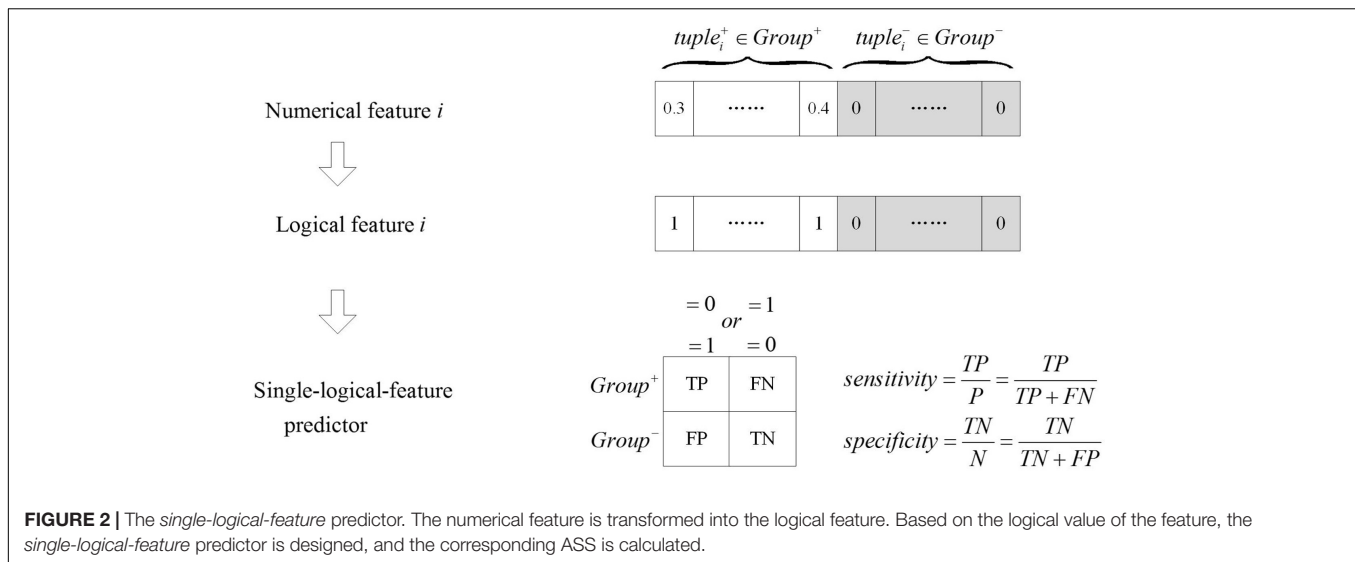 tuple_i^+ ∈ Group^+ tuple_i^- ∈ Group^-
Numerical feature i 0.3 ...... 0.4 0 ...... 0
Logical feature i 1 ...... 1 0 ...... 0
= 0 or = 1
= 1 = 0
Single-logical-feature
predictor
Group^+ TP FN
Group^- FP TN
sensitivity = TP/P = TP/(TP + FN)
specificity = TN/N = TN/(TN + FP)
FIGURE 2 | The single-logical-feature predictor. The numerical feature is transformed into the logical feature. Based on the logical value of the feature, the
single-logical-feature predictor is designed, and the corresponding ASS is calculated.